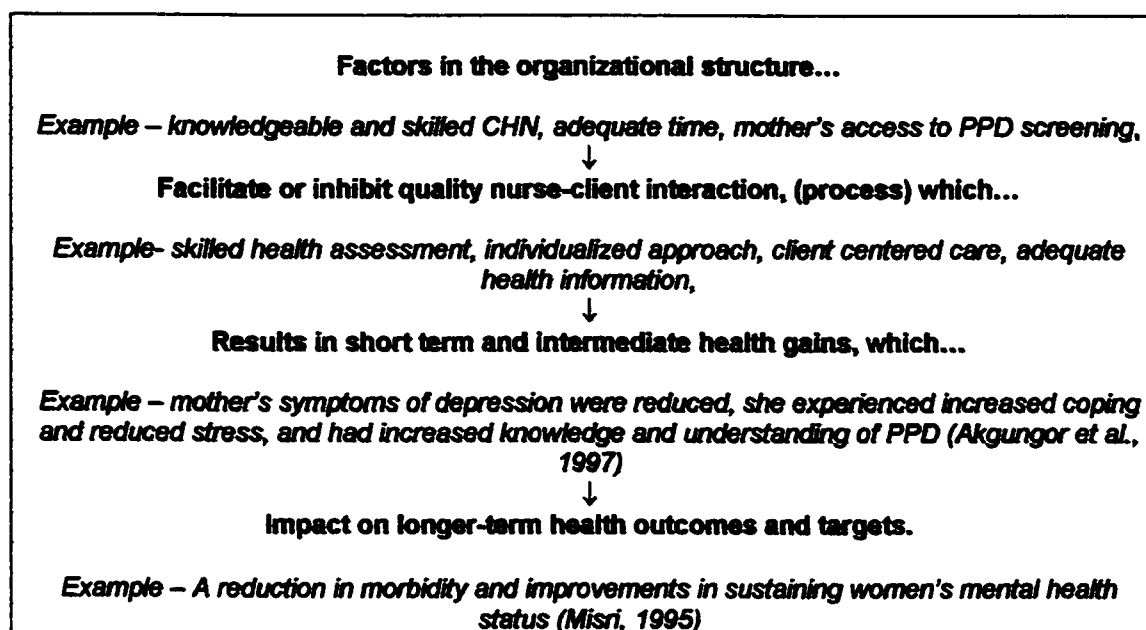 Factors in the organizational structure...
Example – knowledgeable and skilled CHN, adequate time, mother's access to PPD screening,
↓
Facilitate or inhibit quality nurse-client interaction, (process) which...
Example- skilled health assessment, individualized approach, client centered care, adequate
health information,
↓
Results in short term and intermediate health gains, which...
Example – mother's symptoms of depression were reduced, she experienced increased coping
and reduced stress, and had increased knowledge and understanding of PPD (Akgungor et al.,
1997)
↓
Impact on longer-term health outcomes and targets.
Example – A reduction in morbidity and improvements in sustaining women's mental health
status (Misri, 1995)